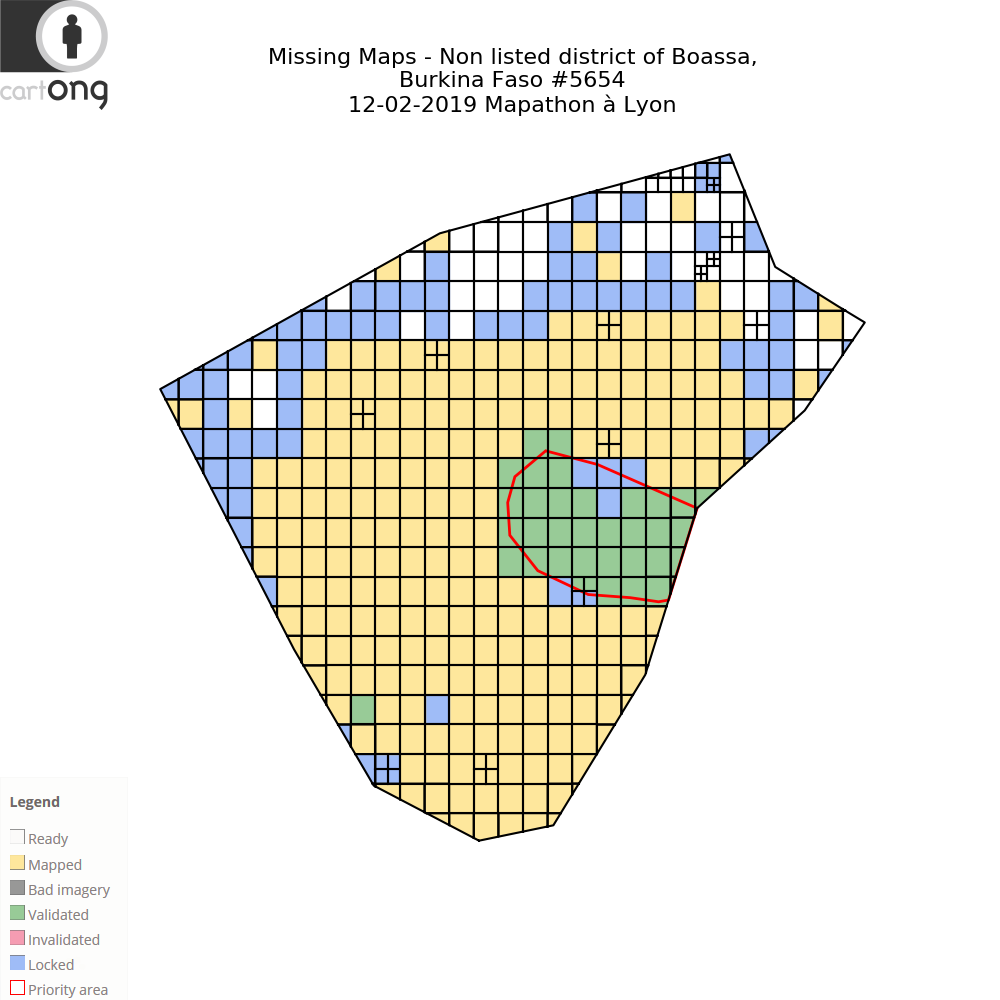 cartong
Missing Maps - Non listed district of Boassa,
Burkina Faso #5654
12-02-2019 Mapathon à Lyon
Legend
Ready
Mapped
Bad imagery
Validated
Invalidated
Locked
Priority area